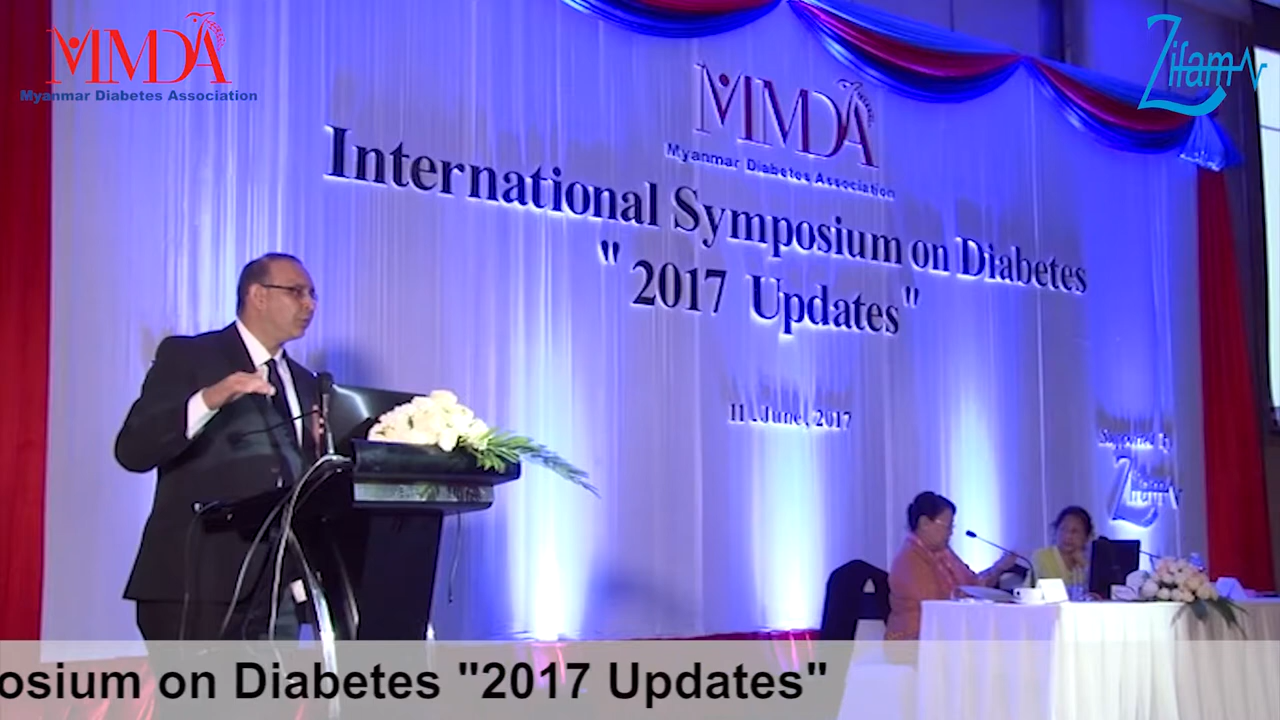 MMDA
Myanmar Diabetes Association
Zifam
MMDA
Myanmar Diabetes Association
International Symposium on Diabetes
" 2017 Updates"
11 . June , 2017
Supported By
Zifam
osium on Diabetes "2017 Updates"